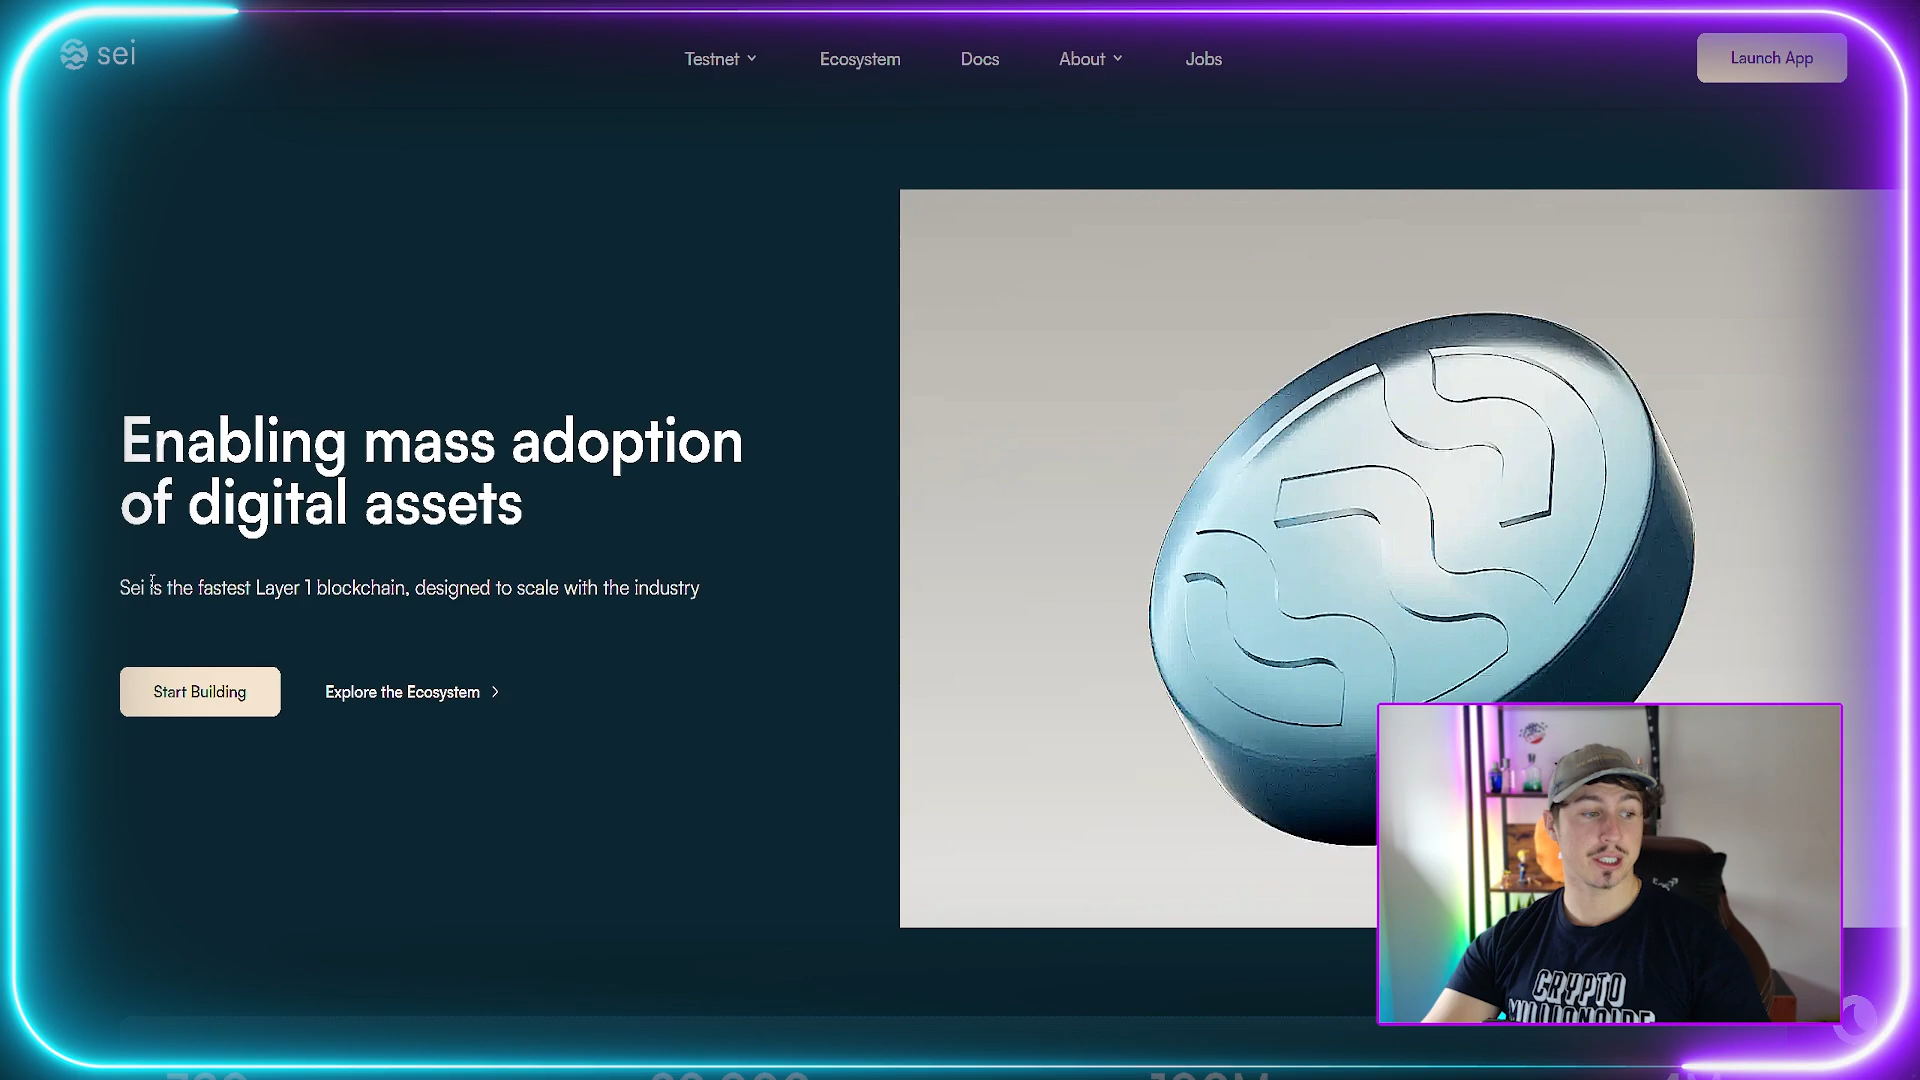 sei
Testnet
Ecosystem
Docs
About
Jobs
Launch App
Enabling mass adoption
of digital assets
Sei is the fastest Layer 1 blockchain, designed to scale with the industry
Start Building
Explore the Ecosystem
CRYPTO
MILLIONAIRE